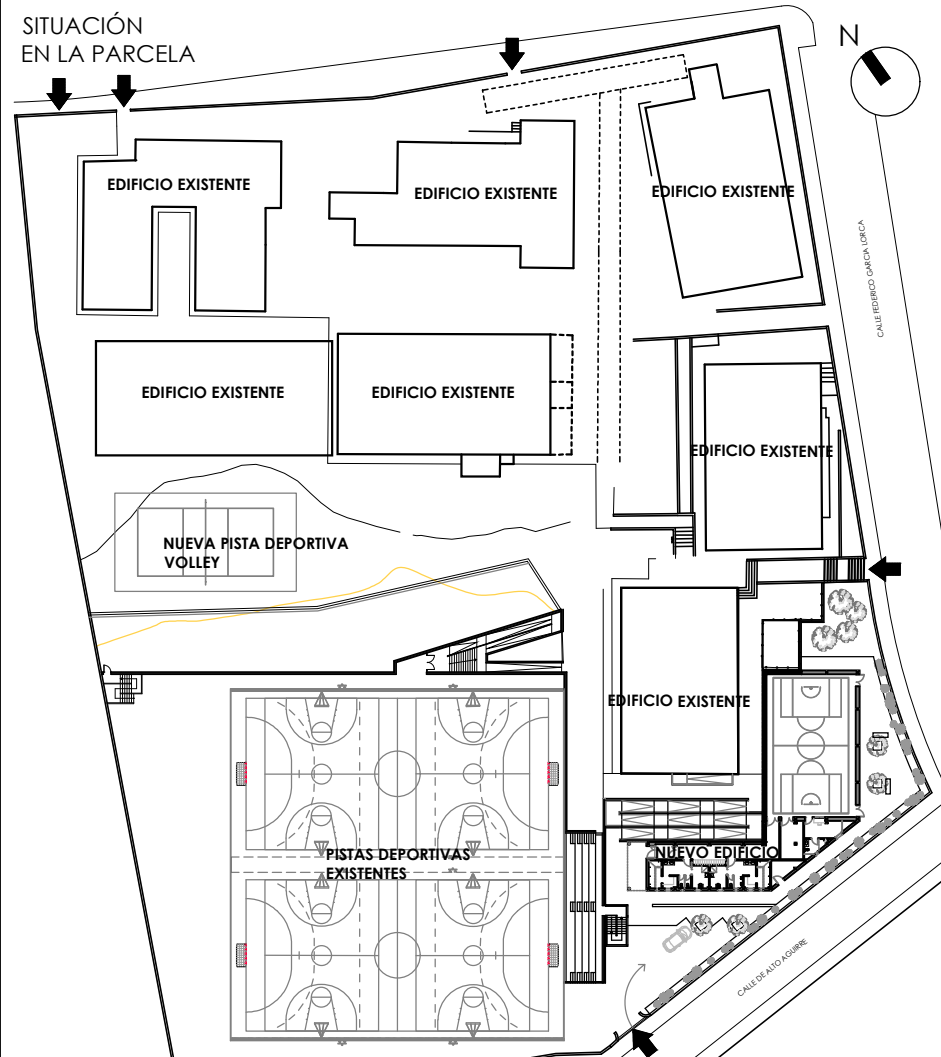 SITUACIÓN
EN LA PARCELA
N
EDIFICIO EXISTENTE
EDIFICIO EXISTENTE
EDIFICIO EXISTENTE
CALLE FEDERICO GARCIA LORCA
EDIFICIO EXISTENTE
EDIFICIO EXISTENTE
EDIFICIO EXISTENTE
NUEVA PISTA DEPORTIVA
VOLLEY
EDIFICIO EXISTENTE
PISTAS DEPORTIVAS
EXISTENTES
NUEVO EDIFICIO
CALLE DE ALTO AGUIRRE